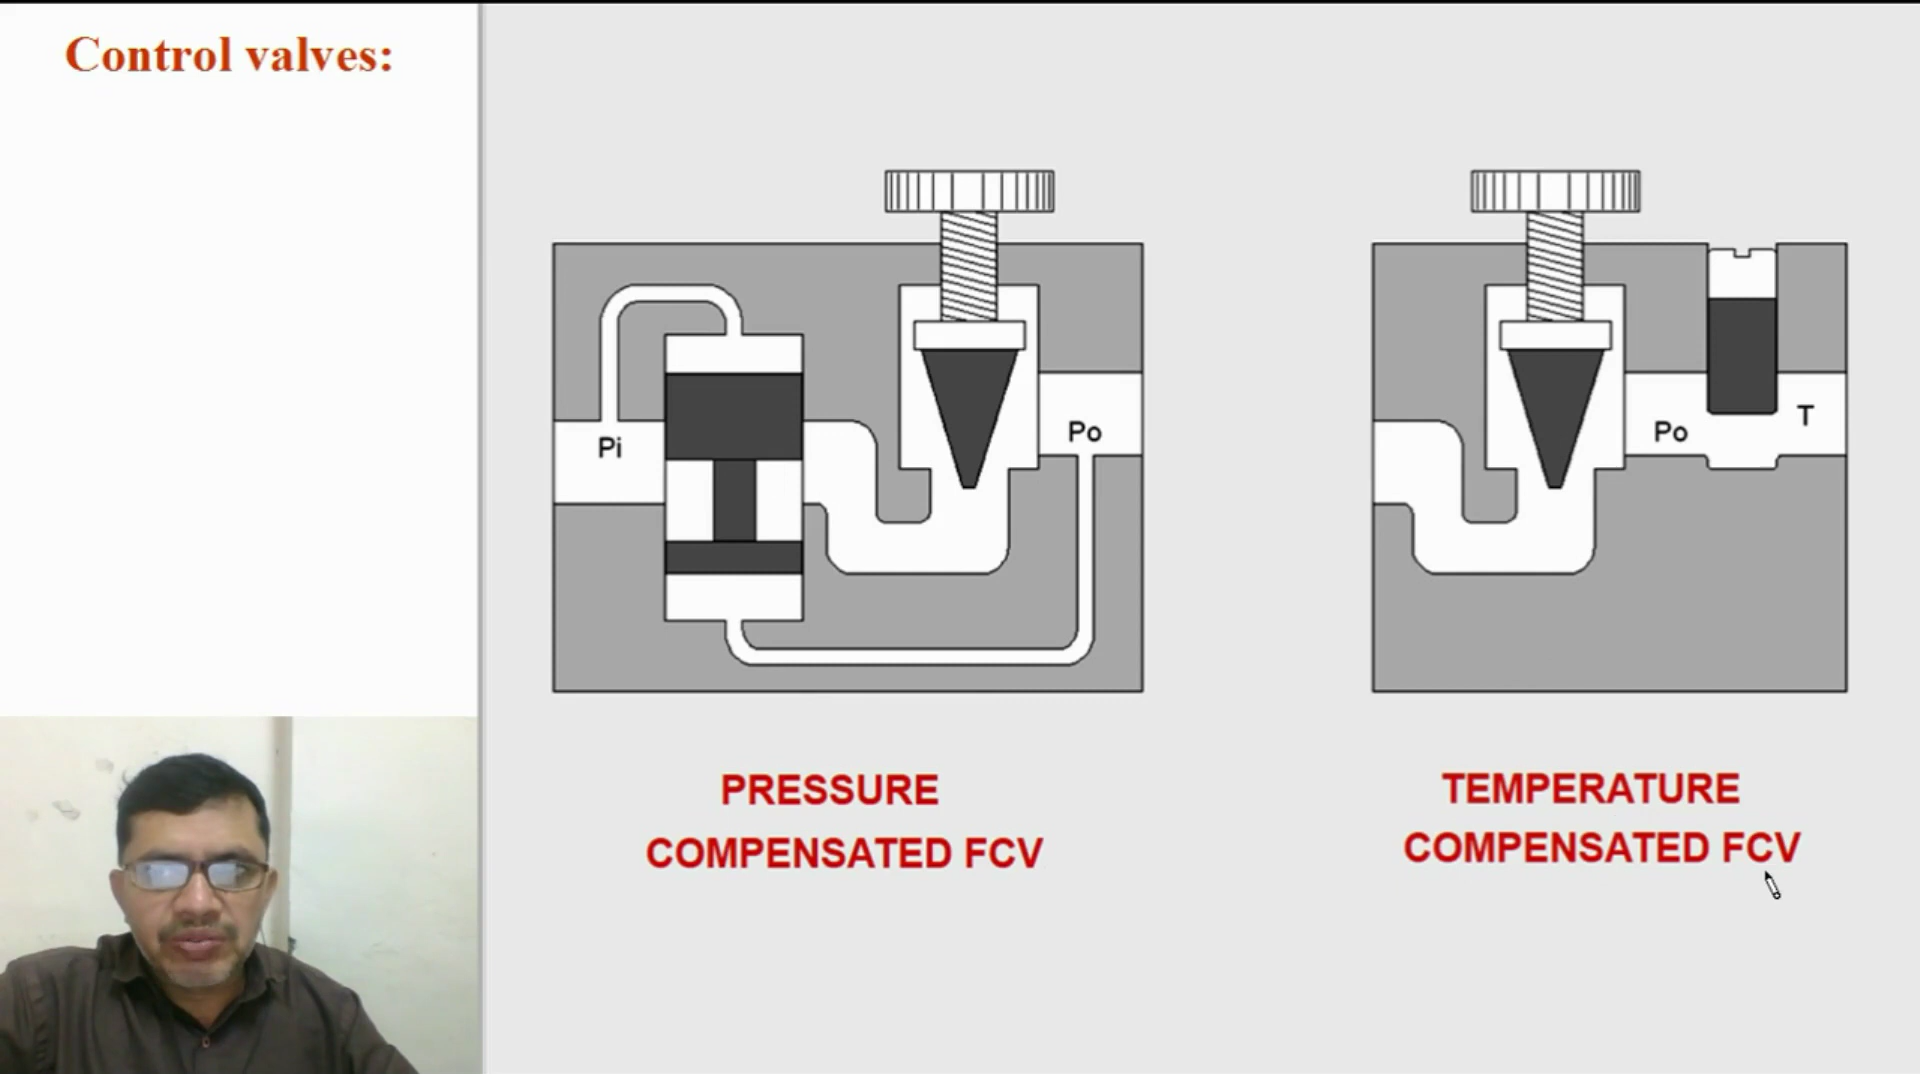 Control valves:
Pi
Po
Po
T
PRESSURE
COMPENSATED FCV
TEMPERATURE
COMPENSATED FCV